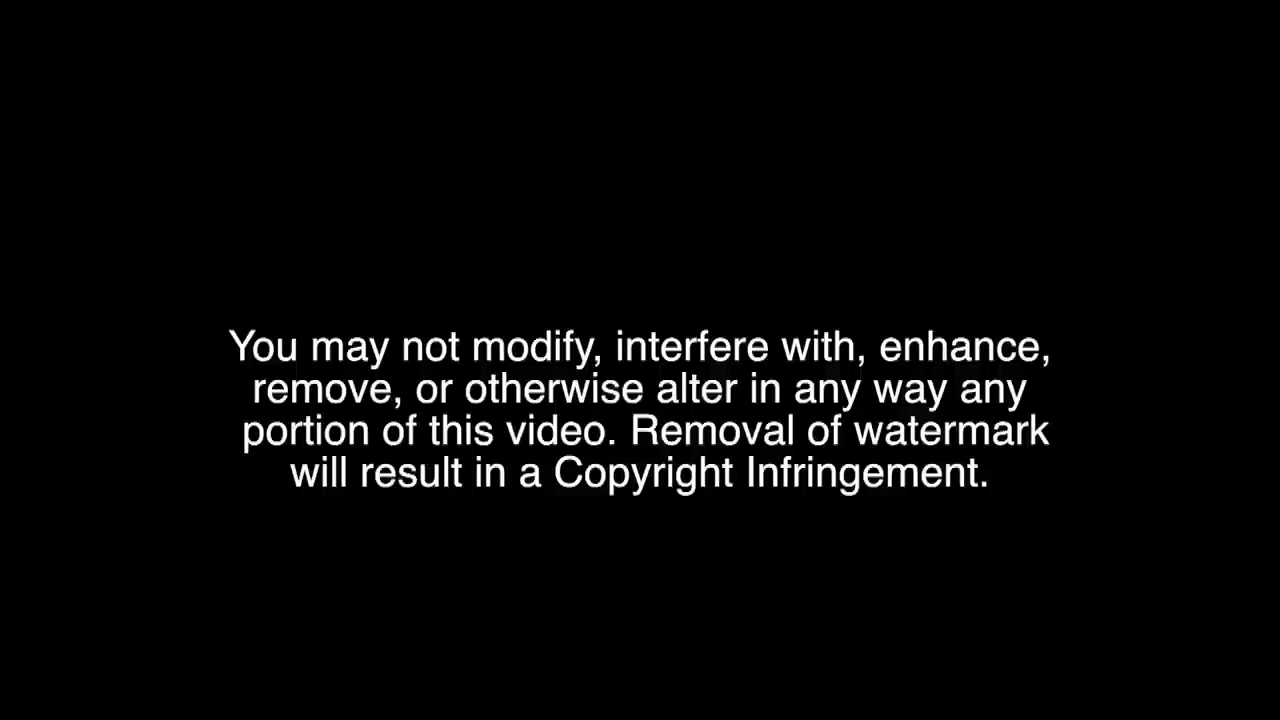 You may not modify, interfere with, enhance,
remove, or otherwise alter in any way any
portion of this video. Removal of watermark
will result in a Copyright Infringement.